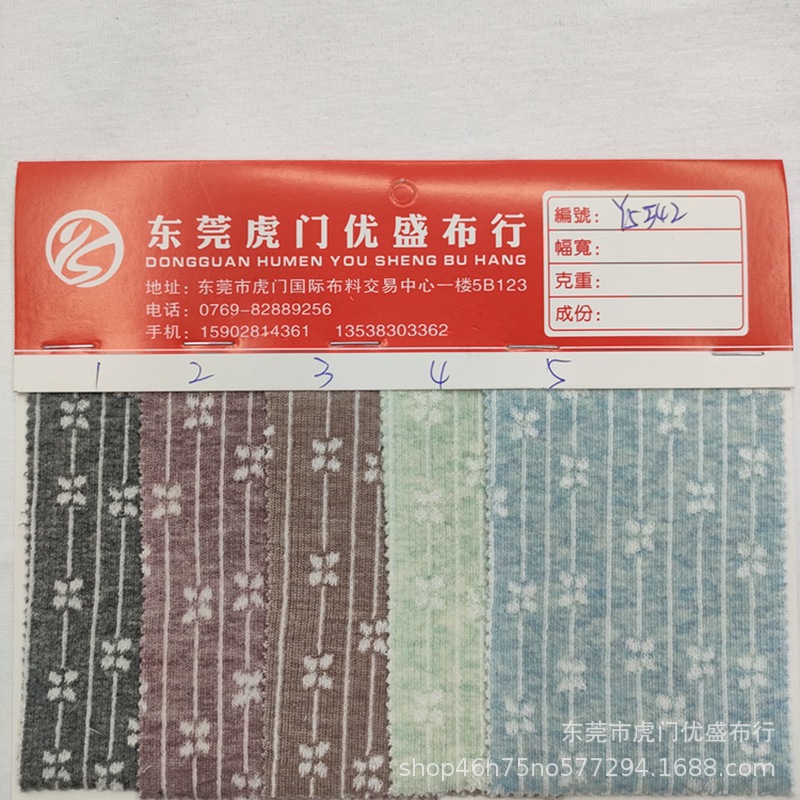 东莞虎门优盛布行
DONGGUAN HUMEN YOU SHENG BU HANG
地址：东莞市虎门国际布料交易中心一楼5B123
电话：0769-82889256
手机：15902814361 13538303362
編號：
幅寬：
克重：
成份：
1 2 3 4 5
东莞市虎门优盛布行
shop46h75no577294.1688.com